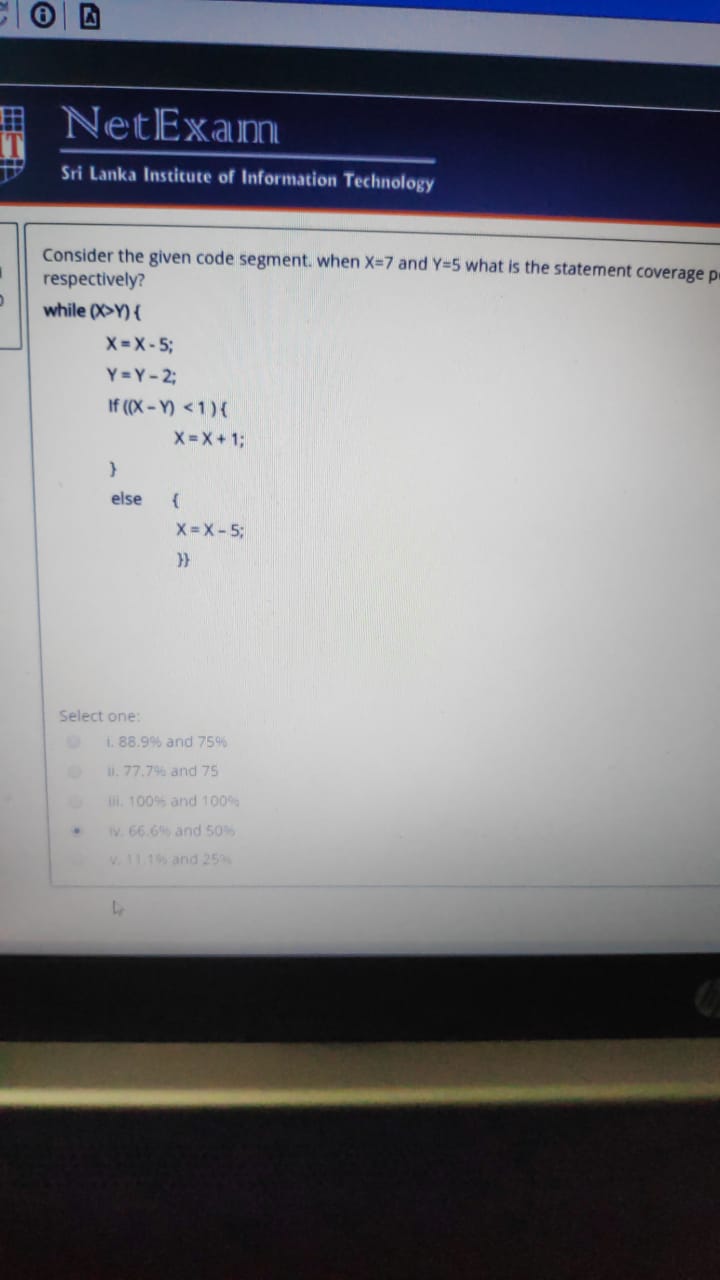 NetExam
IT
Sri Lanka Institute of Information Technology
Consider the given code segment. when X=7 and Y=5 what is the statement coverage
respectively?
while (X>Y) {
X = X - 5;
Y = Y - 2;
If ((X – Y) < 1 ) {
X = X + 1;
}
else {
X = X – 5;
}}
Select one:
i. 88.9% and 75%
ii. 77.7% and 75
iii. 100% and 100%
iv. 66.6% and 50%
v. 11.1% and 25%